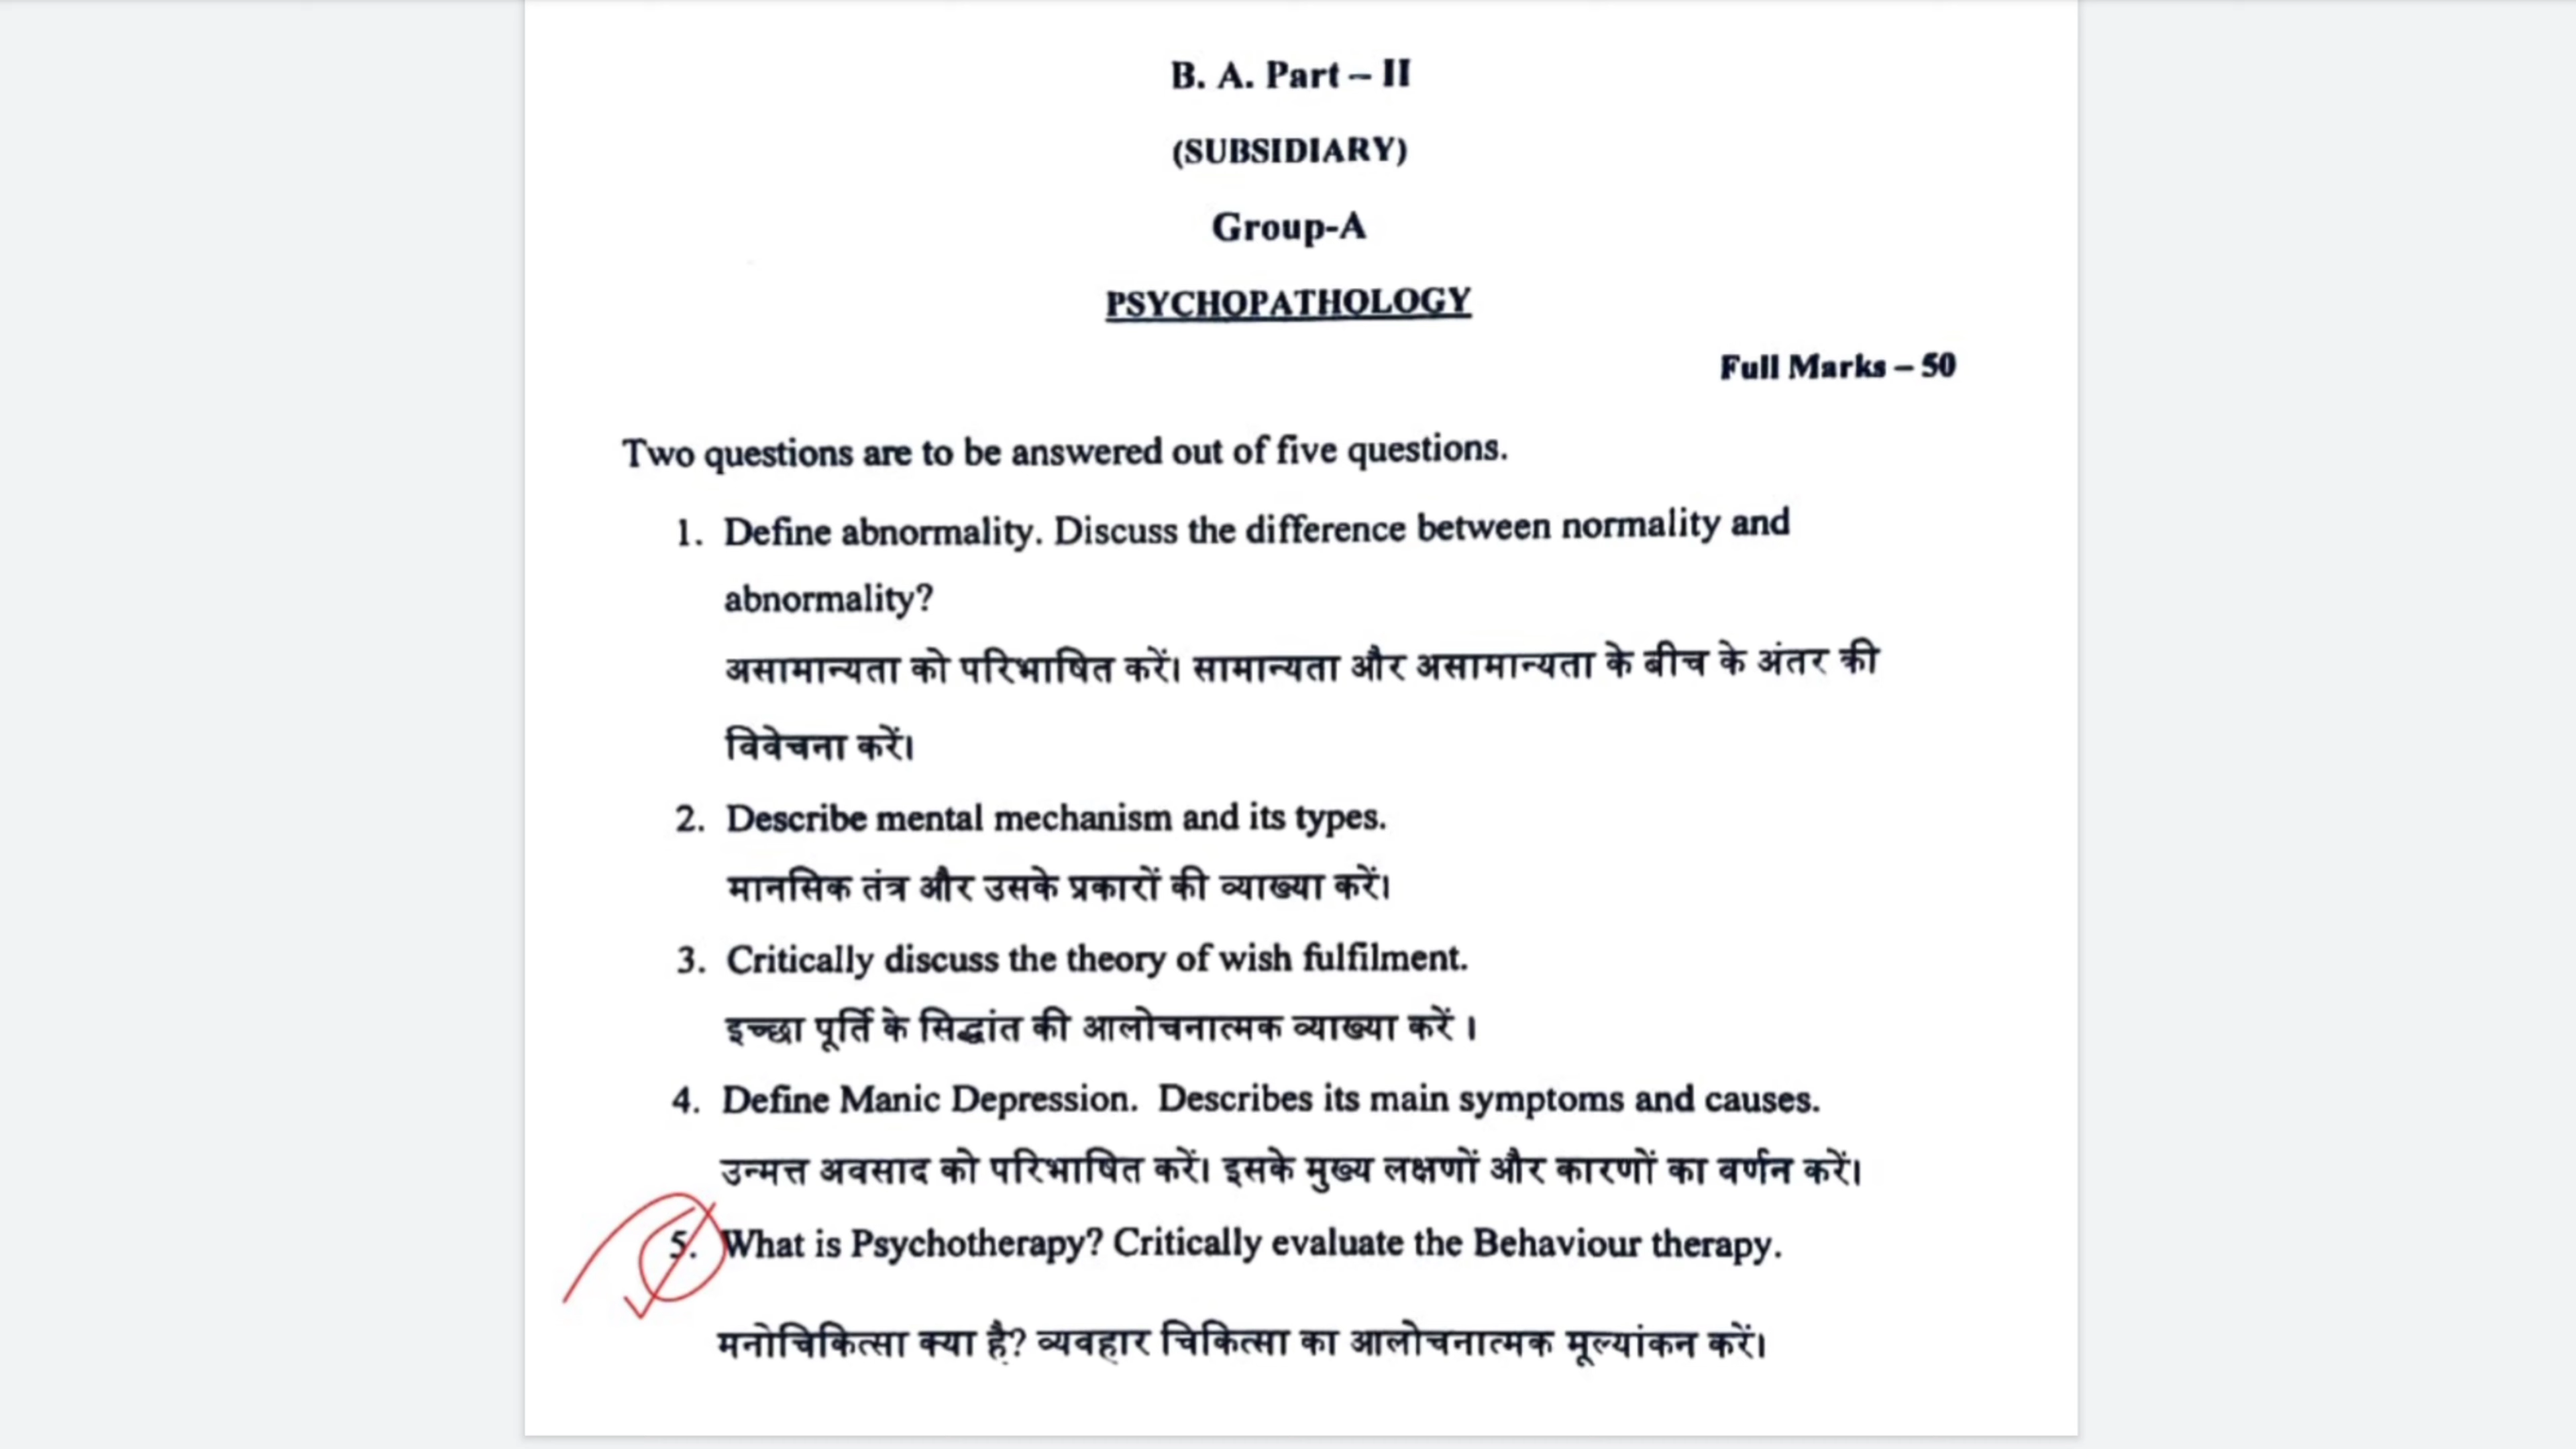 B. A. Part – II
(SUBSIDIARY)
Group-A
PSYCHOPATHOLOGY
Full Marks – 50
Two questions are to be answered out of five questions.
1. Define abnormality. Discuss the difference between normality and
abnormality?
असामान्यता को परिभाषित करें। सामान्यता और असामान्यता के बीच के अंतर की
विवेचना करें।
2. Describe mental mechanism and its types.
मानसिक तंत्र और उसके प्रकारों की व्याख्या करें।
3. Critically discuss the theory of wish fulfilment.
इच्छा पूर्ति के सिद्धांत की आलोचनात्मक व्याख्या करें ।
4. Define Manic Depression. Describes its main symptoms and causes.
उन्मत्त अवसाद को परिभाषित करें। इसके मुख्य लक्षणों और कारणों का वर्णन करें।
5. What is Psychotherapy? Critically evaluate the Behaviour therapy.
मनोचिकित्सा क्या है? व्यवहार चिकित्सा का आलोचनात्मक मूल्यांकन करें।